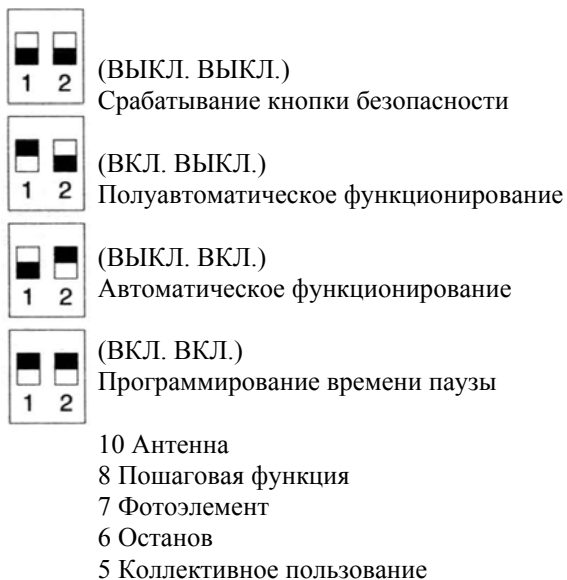 (ВЫКЛ. ВЫКЛ.)
1 2
Срабатывание кнопки безопасности
(ВКЛ. ВЫКЛ.)
1 2
Полуавтоматическое функционирование
(ВЫКЛ. ВКЛ.)
1 2
Автоматическое функционирование
(ВКЛ. ВКЛ.)
Программирование времени паузы
1 2
10 Антенна
8 Пошаговая функция
7 Фотоэлемент
6 Останов
5 Коллективное пользование